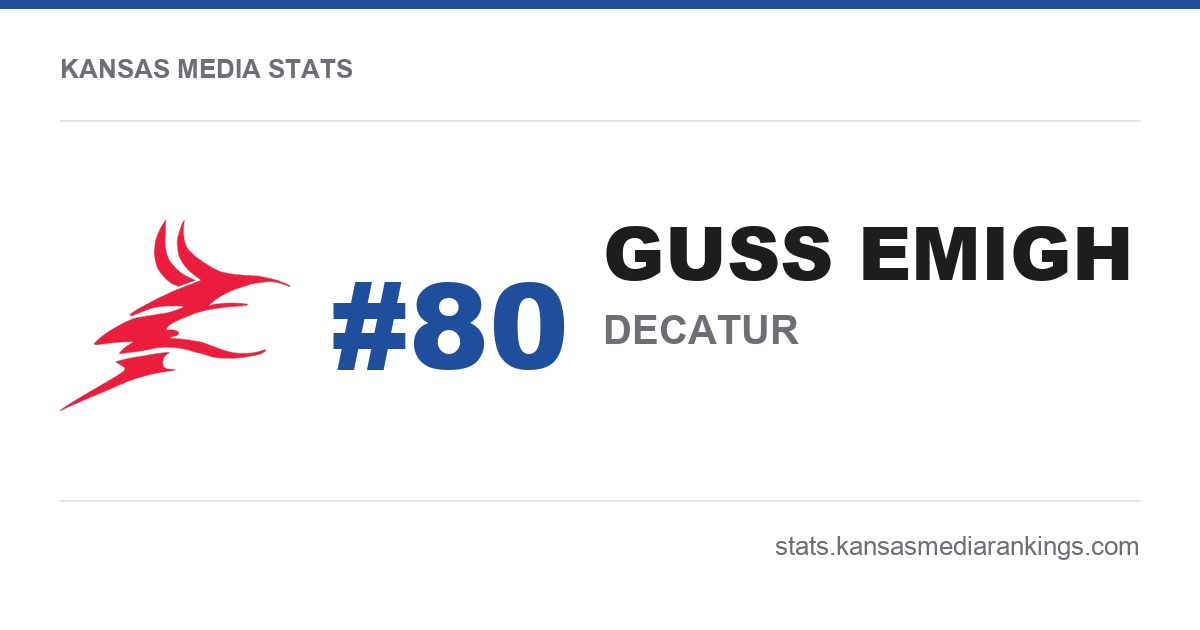 KANSAS MEDIA STATS
#80
GUSS EMIGH
DECATUR
stats.kansasmediarankings.com